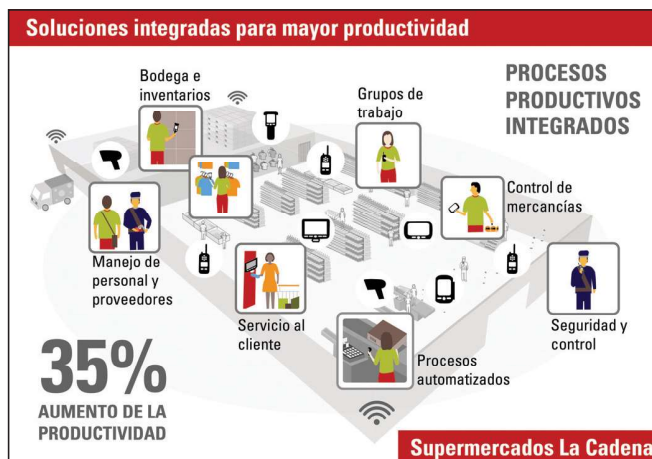 Soluciones integradas para mayor productividad
Bodega e
inventarios
Grupos de
trabajo
PROCESOS
PRODUCTIVOS
INTEGRADOS
Control de
mercancías
Manejo de
personal y
proveedores
Servicio al
cliente
Procesos
automatizados
Seguridad y
control
35%
AUMENTO DE LA
PRODUCTIVIDAD
Supermercados La Cadena